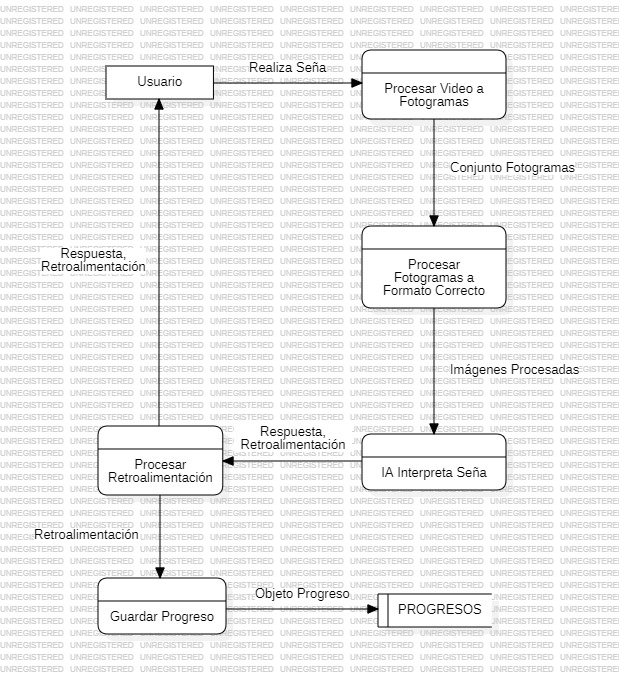 Usuario
Realiza Seña
Procesar Video a
Fotogramas
Conjunto Fotogramas
Procesar
Fotogramas a
Formato Correcto
Respuesta,
Retroalimentación
Imágenes Procesadas
Respuesta,
Retroalimentación
Procesar
Retroalimentación
IA Interpreta Seña
Retroalimentación
Guardar Progreso
Objeto Progreso
PROGRESOS
UNREGISTERED